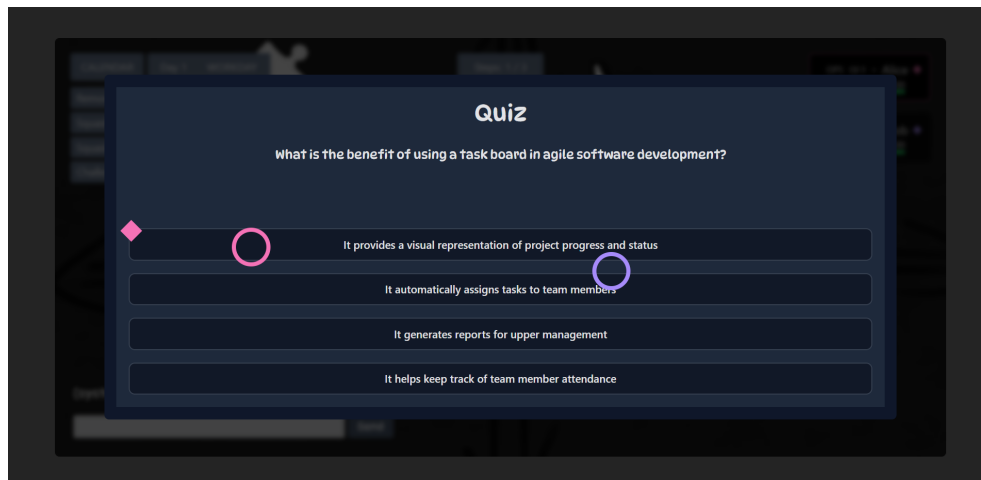 Quiz
What is the benefit of using a task board in agile software development?
It provides a visual representation of project progress and status
It automatically assigns tasks to team members
It generates reports for upper management
It helps keep track of team member attendance
Send